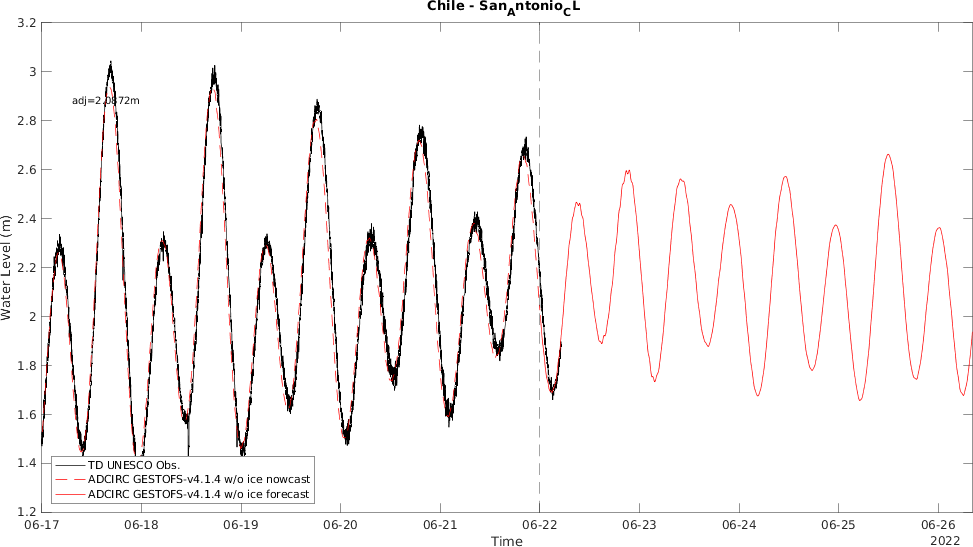 Chile - San_Antonio_CL
3.2
3
2.8
2.6
2.4
2.2
2
1.8
1.6
1.4
1.2
Water Level (m)
adj=2.0872m
TD UNESCO Obs.
ADCIRC GESTOFS-v4.1.4 w/o ice nowcast
ADCIRC GESTOFS-v4.1.4 w/o ice forecast
06-17 06-18 06-19 06-20 06-21 06-22 06-23 06-24 06-25 06-26
Time
2022